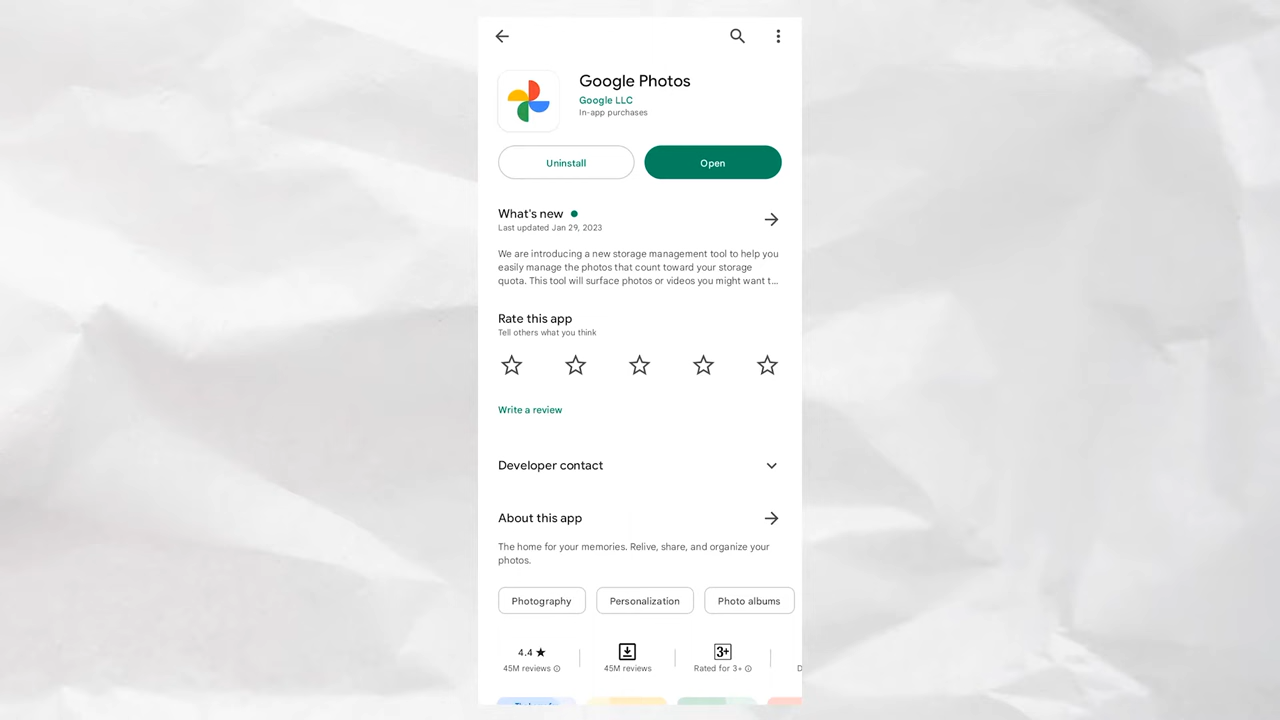 Google Photos
Google LLC
In-app purchases
Uninstall
Open
What's new
Last updated Jan 29, 2023
We are introducing a new storage management tool to help you
easily manage the photos that count toward your storage
quota. This tool will surface photos or videos you might want t...
Rate this app
Tell others what you think
Write a review
Developer contact
About this app
The home for your memories. Relive, share, and organize your
photos.
Photography
Personalization
Photo albums
4.4 ★
45M reviews
45M reviews
3+
Rated for 3+